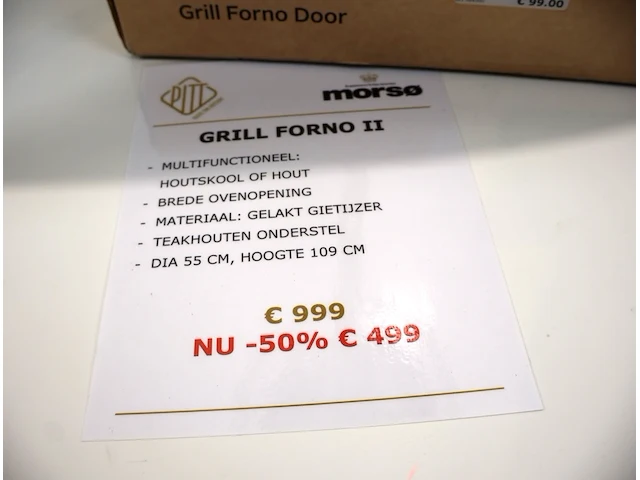 Grill Forno Door
€ 99.00
PITT
morsø
GRILL FORNO II
- MULTIFUNCTIONEEL:
HOUTSKOOL OF HOUT
- BREDE OVENOPENING
- MATERIAAL: GELAKT GIETIJZER
- TEAKHOUTEN ONDERSTEL
- DIA 55 CM, HOOGTE 109 CM
€ 999
NU -50% € 499